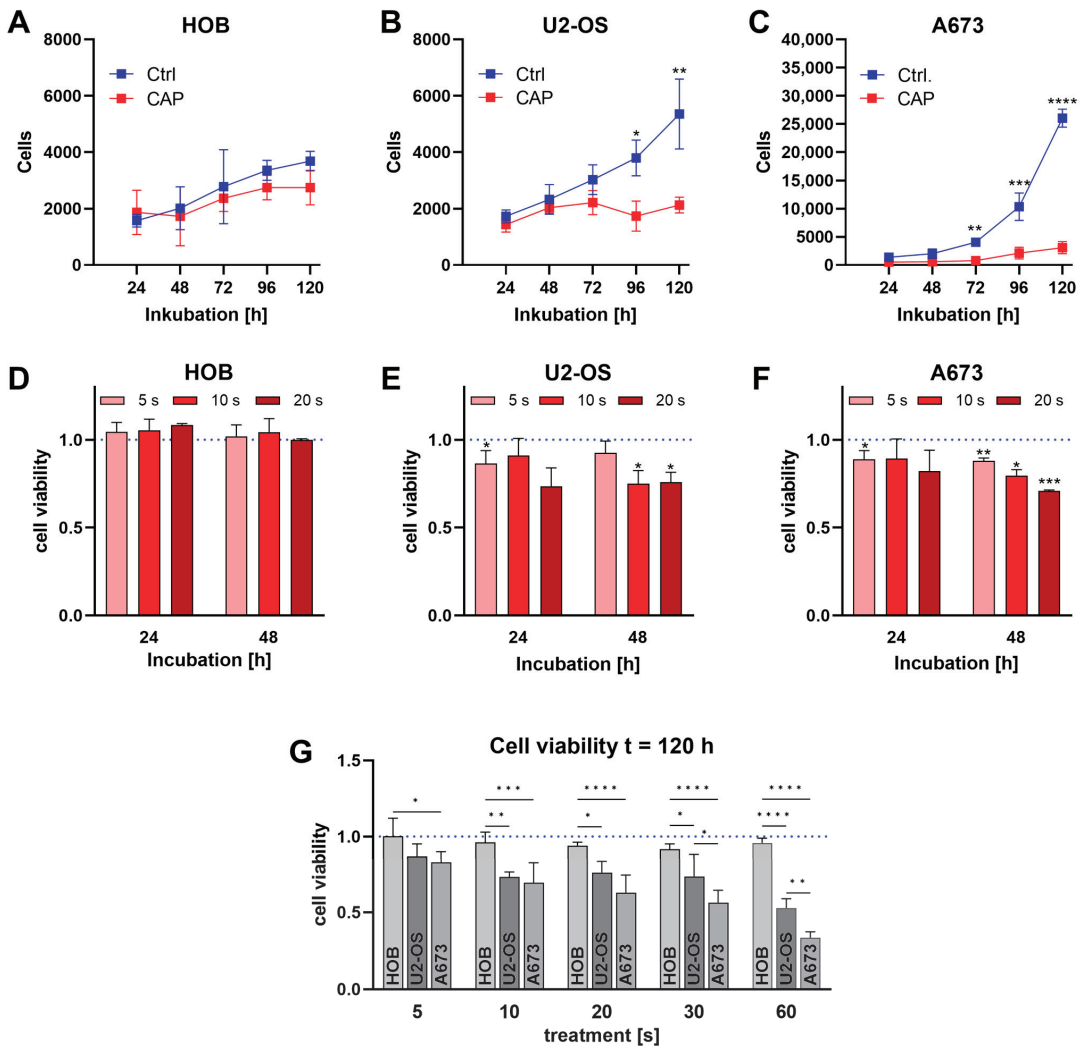 A HOB
8000
6000
4000
2000
0
Cells
Ctrl
CAP
24 48 72 96 120
Inkubation [h]
B U2-OS
8000
6000
4000
2000
0
Cells
Ctrl
CAP
*
**
24 48 72 96 120
Inkubation [h]
C A673
40,000
35,000
30,000
25,000
20,000
15,000
10,000
5000
0
Cells
Ctrl.
CAP
**
***
****
24 48 72 96 120
Inkubation [h]
D HOB
5 s 10 s 20 s
1.0
0.5
0.0
cell viability
24 48
Incubation [h]
E U2-OS
5 s 10 s 20 s
1.0
0.5
0.0
cell viability
* * *
24 48
Incubation [h]
F A673
5 s 10 s 20 s
1.0
0.5
0.0
cell viability
* ** * ***
24 48
Incubation [h]
G Cell viability t = 120 h
1.5
1.0
0.5
0.0
cell viability
* *** **** **** ****
** * * * **** **
HOB U2-OS A673 HOB U2-OS A673 HOB U2-OS A673 HOB U2-OS A673 HOB U2-OS A673
5 10 20 30 60
treatment [s]